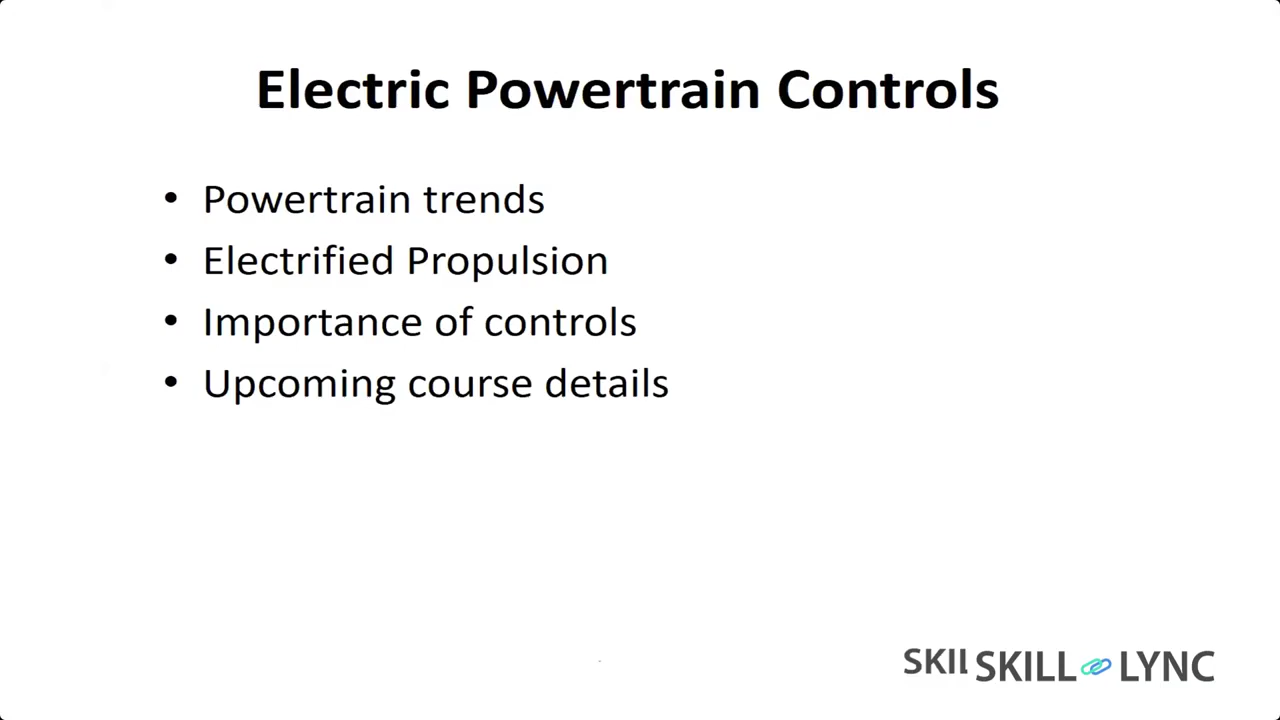 Electric Powertrain Controls
• Powertrain trends
• Electrified Propulsion
• Importance of controls
• Upcoming course details
SKIL SKILL LYNC